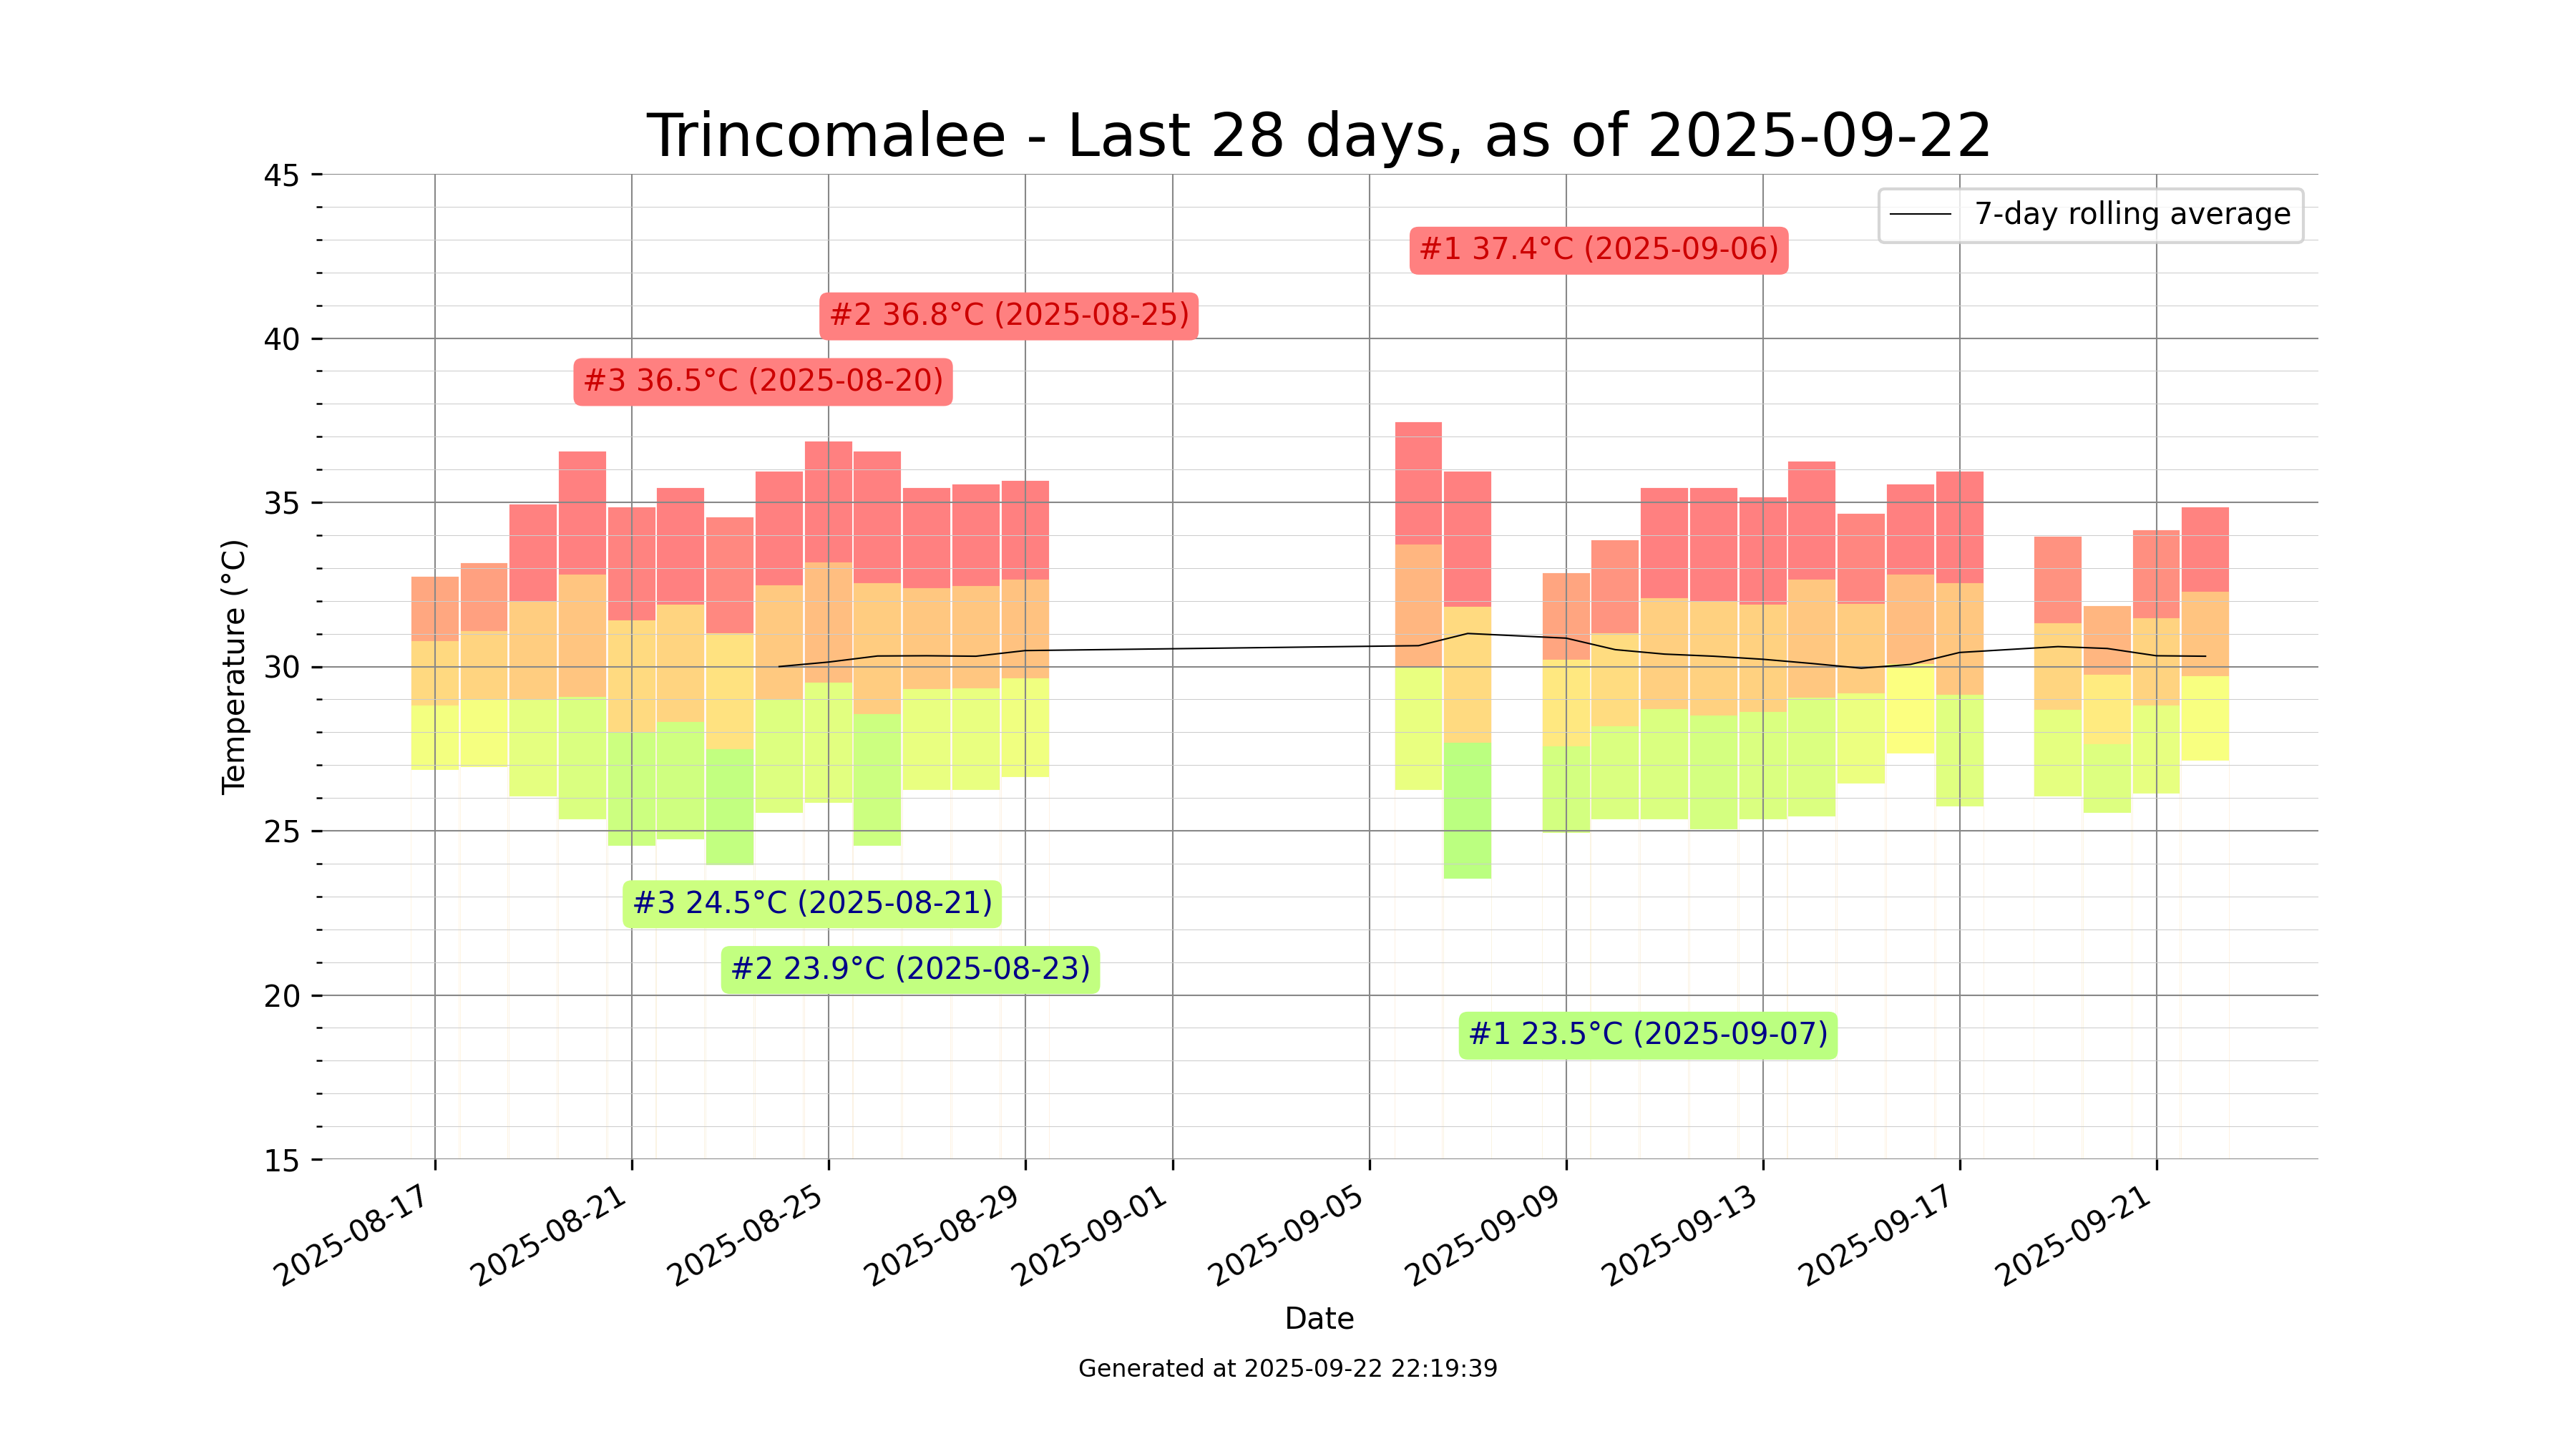 Trincomalee - Last 28 days, as of 2025-09-22
45
7-day rolling average
#1 37.4°C (2025-09-06)
#2 36.8°C (2025-08-25)
40
#3 36.5°C (2025-08-20)
35
Temperature (°C)
30
25
#3 24.5°C (2025-08-21)
#2 23.9°C (2025-08-23)
20
#1 23.5°C (2025-09-07)
15
2025-08-17
2025-08-21
2025-08-25
2025-08-29
2025-09-01
2025-09-05
2025-09-09
2025-09-13
2025-09-17
2025-09-21
Date
Generated at 2025-09-22 22:19:39